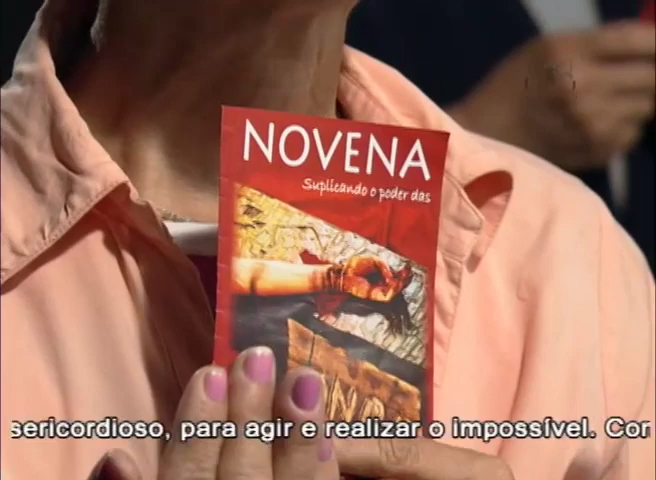 NOVENA
Suplicando o poder das
sericordioso, para agir e realizar o impossível. Cor